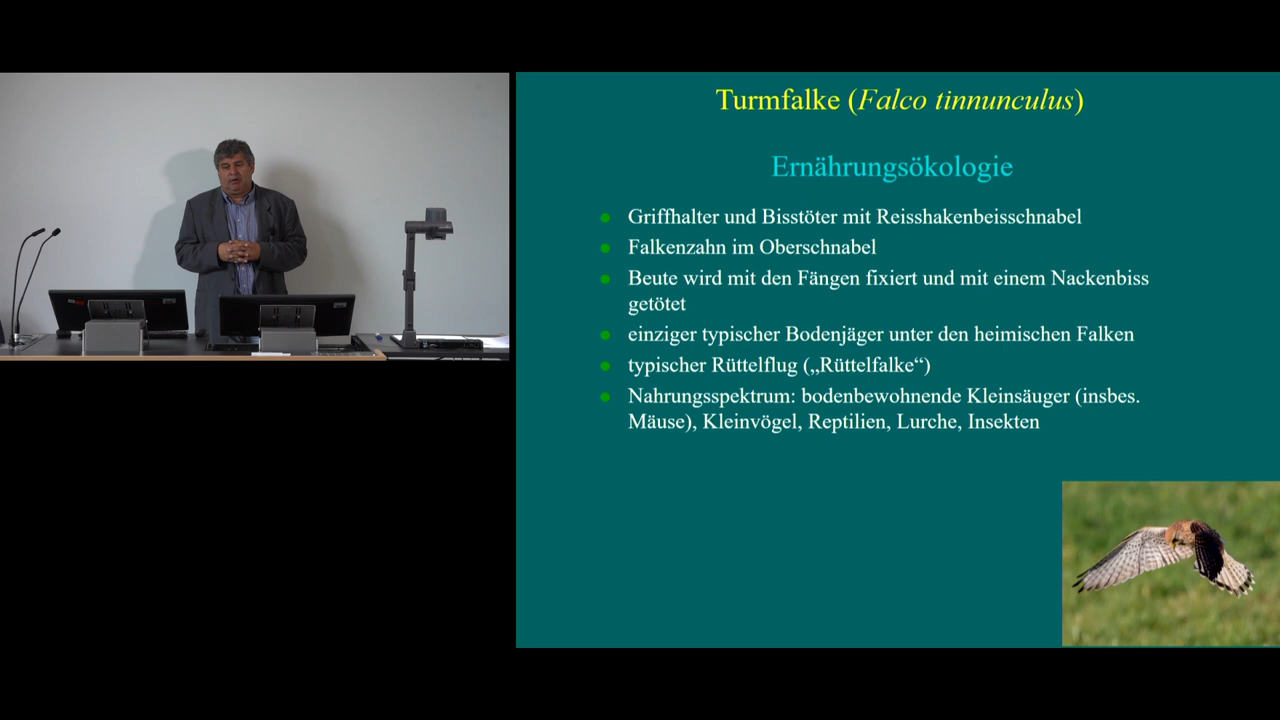 Turmfalke (Falco tinnunculus)
Ernährungsökologie
Griffhalter und Bisstöter mit Reisshakenbeisschnabel
Falkenzahn im Oberschnabel
Beute wird mit den Fängen fixiert und mit einem Nackenbiss
getötet
einziger typischer Bodenjäger unter den heimischen Falken
typischer Rüttelflug („Rüttelfalke“)
Nahrungsspektrum: bodenbewohnende Kleinsäuger (insbes.
Mäuse), Kleinvögel, Reptilien, Lurche, Insekten